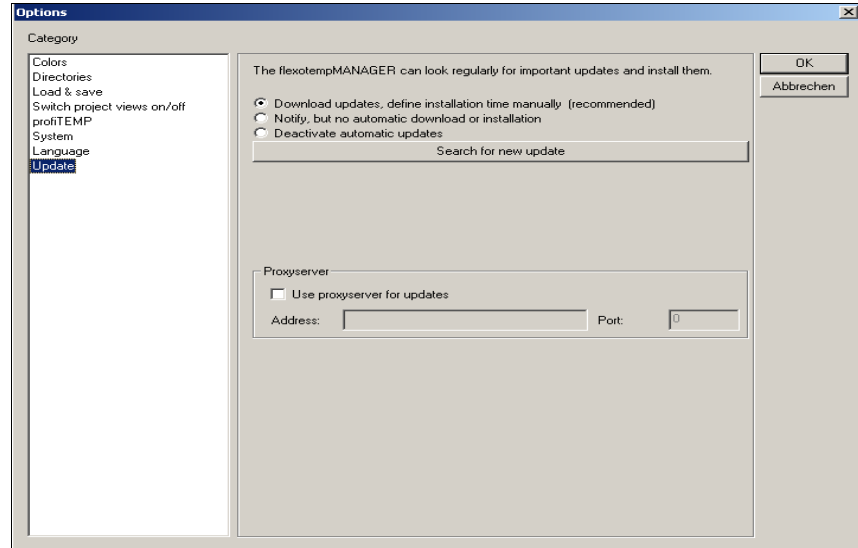 Options
Category
Colors
Directories
Load & save
Switch project views on/off
profiTEMP
System
Language
Update
The flexotempMANAGER can look regularly for important updates and install them.
Download updates, define installation time manually (recommended)
Notify, but no automatic download or installation
Deactivate automatic updates
Search for new update
Proxyserver
Use proxyserver for updates
Address:
Port:
0
OK
Abbrechen